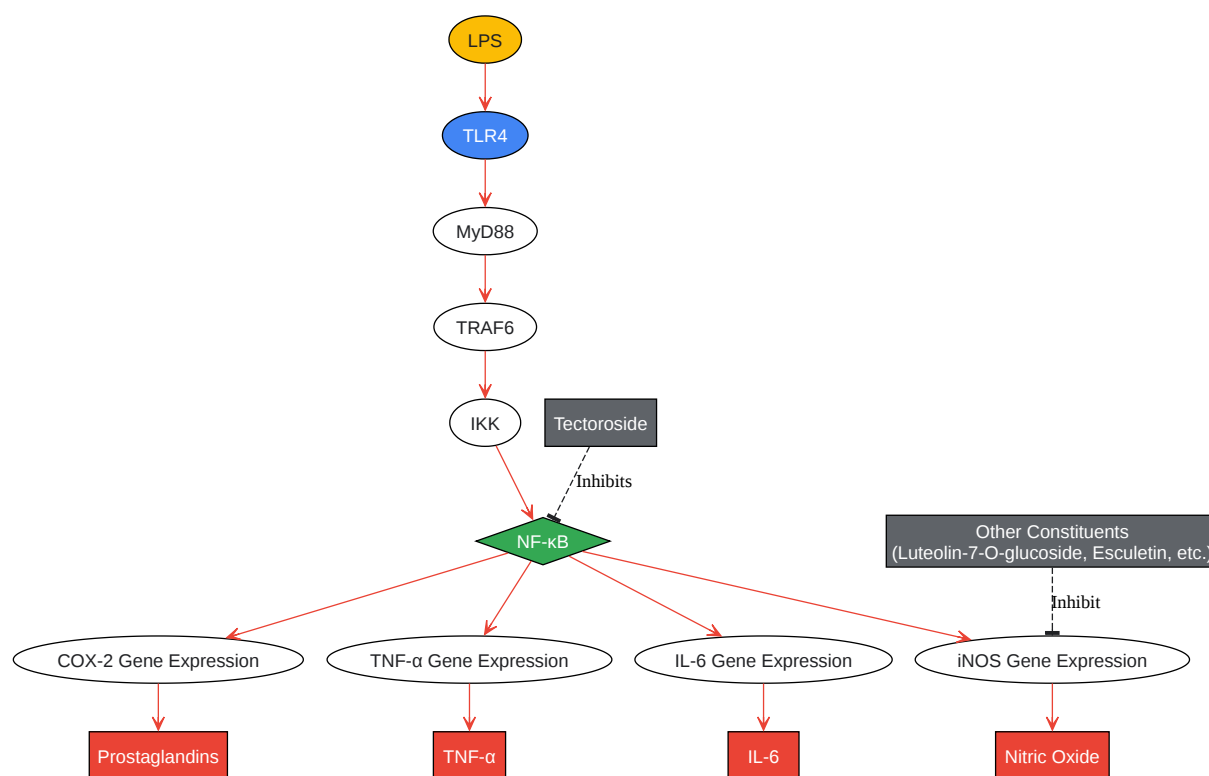 LPS
TLR4
MyD88
TRAF6
IKK
Tectoroside
Inhibits
NF-κB
Other Constituents
(Luteolin-7-O-glucoside, Esculetin, etc.)
Inhibit
COX-2 Gene Expression
TNF-α Gene Expression
IL-6 Gene Expression
iNOS Gene Expression
Prostaglandins
TNF-α
IL-6
Nitric Oxide